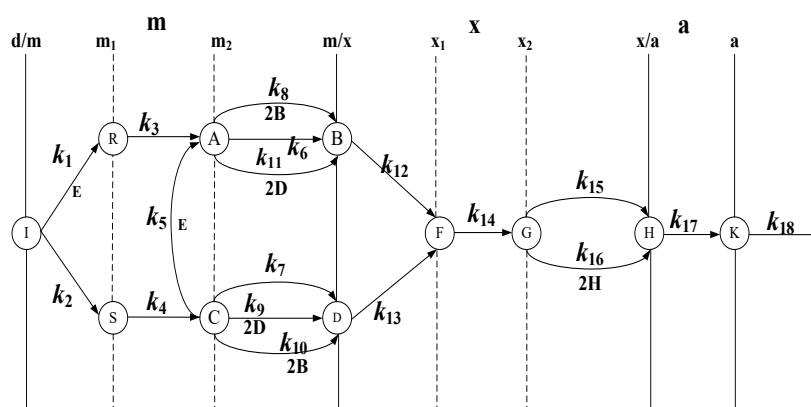 m x a
d/m m₁ m₂ m/x x₁ x₂ x/a a
k₈
2B
R k₃ A k₆ B
k₁ k₁₁ k₁₂ k₁₅
E 2D
I k₅ E F k₁₄ G H k₁₇ K k₁₈
k₂ k₇ k₁₆
2H
S k₄ C k₉ D k₁₃
2D
k₁₀
2B